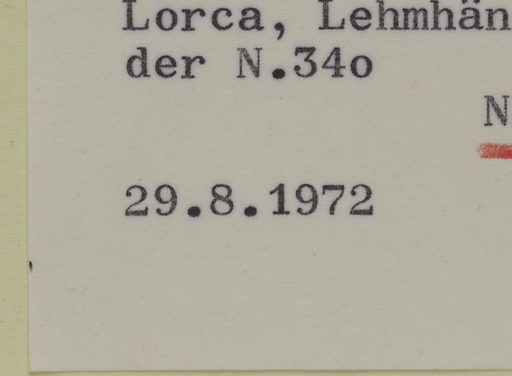 Lorca, Lehmhän
der N.34o
N
29.8.1972